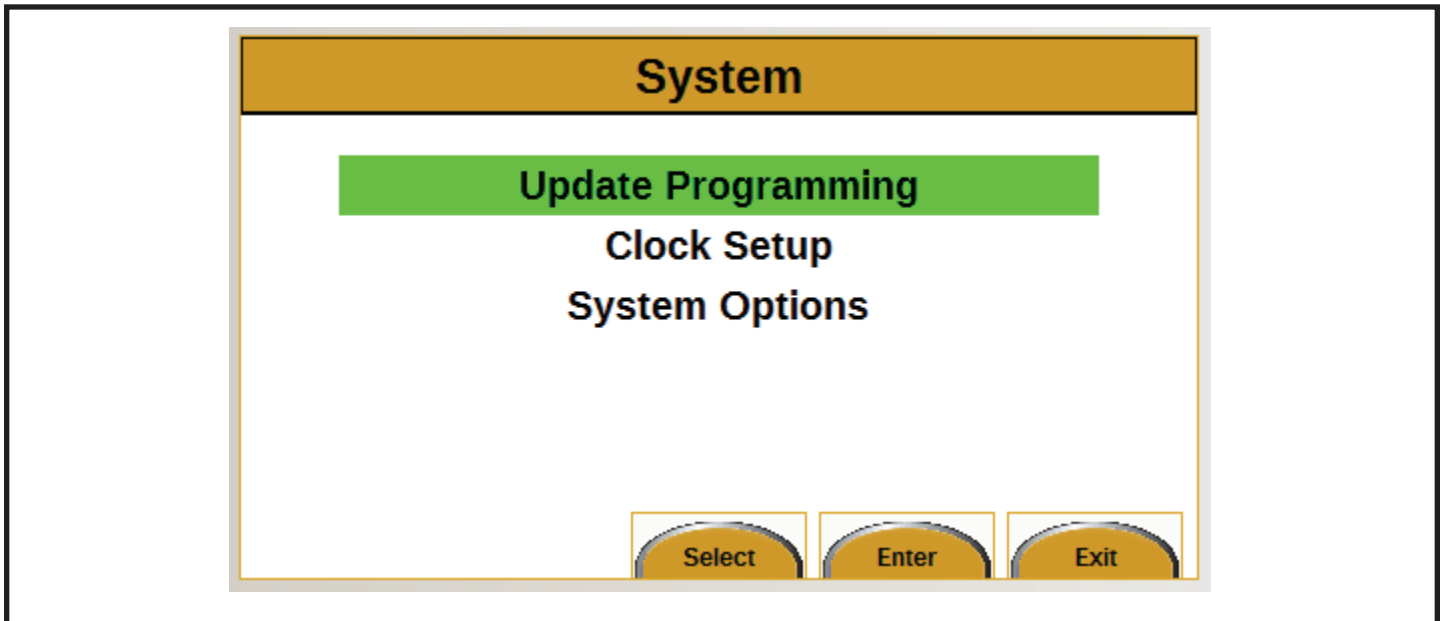 System
Update Programming
Clock Setup
System Options
Select Enter Exit